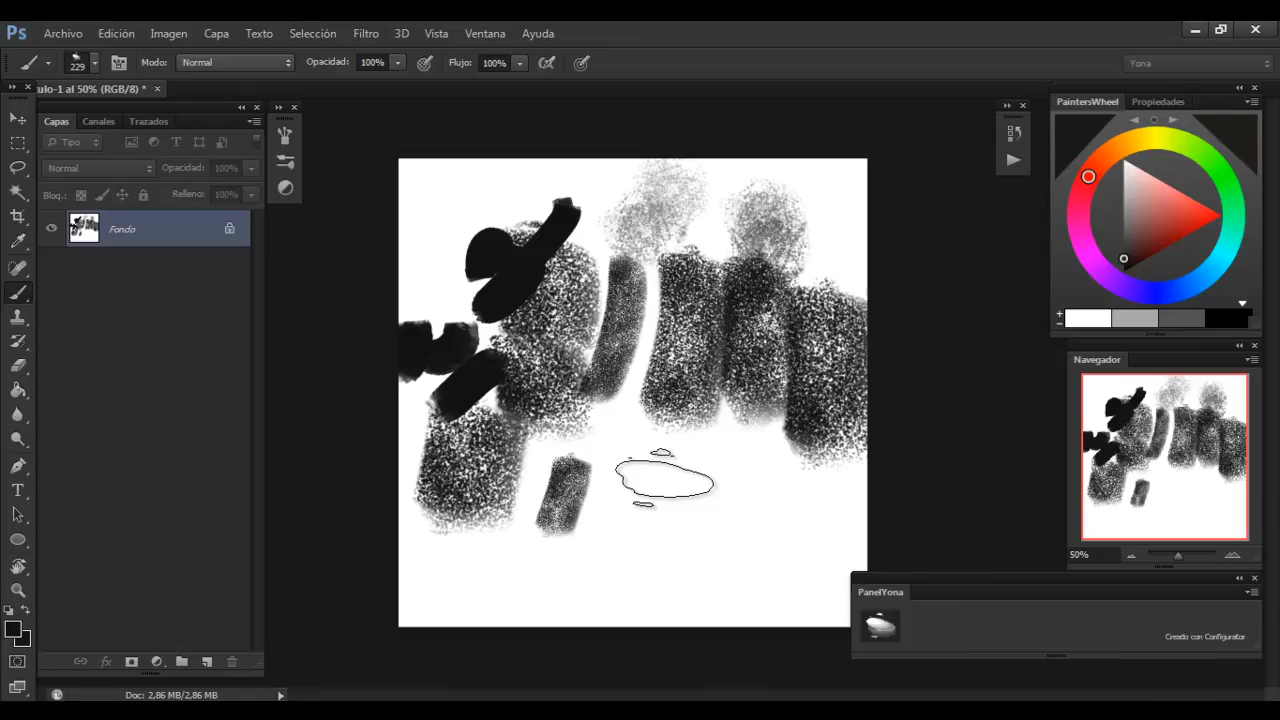 Ps Archivo Edición Imagen Capa Texto Selección Filtro 3D Vista Ventana Ayuda
229 Modo: Normal Opacidad: 100% Flujo: 100% Yona
ulo-1 al 50% (RGB/8) *
Capas Canales Trazados
Tipo
Normal Opacidad: 100%
Bloq.: Relleno: 100%
Fondo
PaintersWheel Propiedades
Navegador
50%
PanelYona
Creado con Configurator
fx
Doc: 2,86 MB/2,86 MB